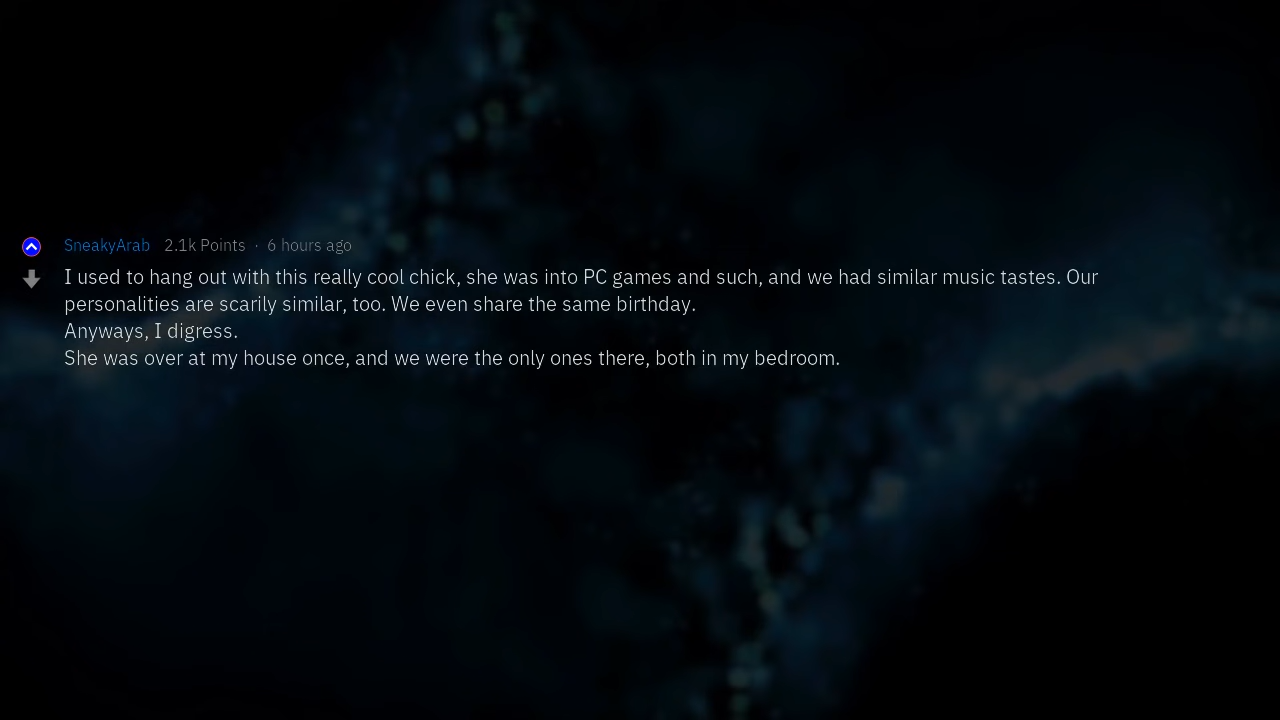 SneakyArab 2.1k Points · 6 hours ago
I used to hang out with this really cool chick, she was into PC games and such, and we had similar music tastes. Our
personalities are scarily similar, too. We even share the same birthday.
Anyways, I digress.
She was over at my house once, and we were the only ones there, both in my bedroom.